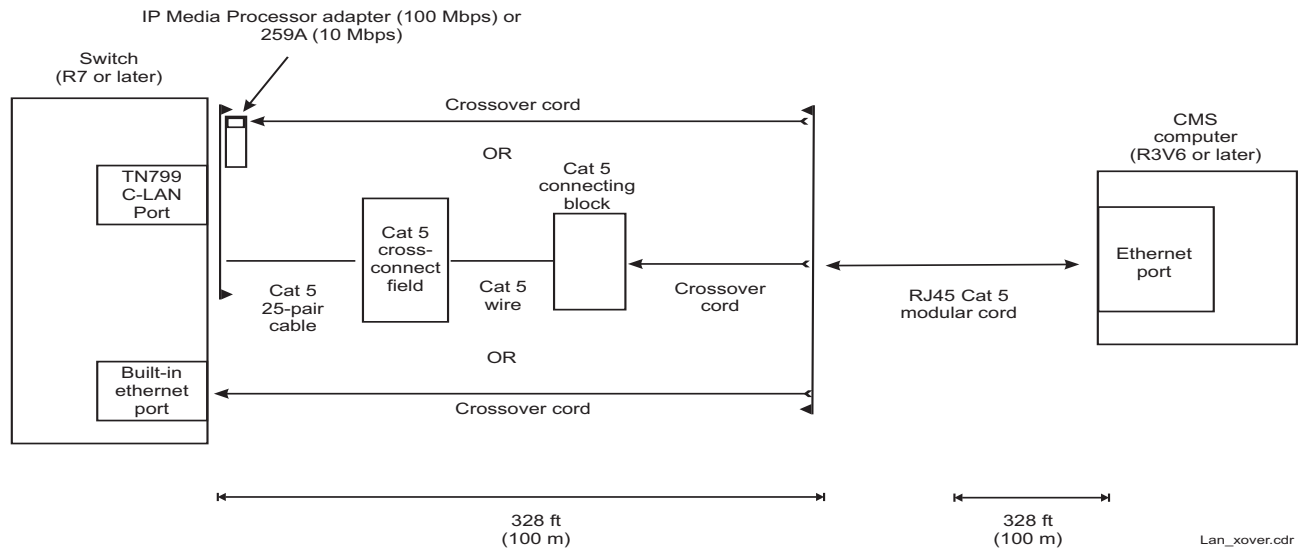 IP Media Processor adapter (100 Mbps) or
259A (10 Mbps)
Switch
(R7 or later)
Crossover cord
CMS
computer
(R3V6 or later)
OR
TN799
C-LAN
Port
Cat 5
connecting
block
Cat 5
cross-
connect
field
Ethernet
port
Cat 5
25-pair
cable
Cat 5
wire
Crossover
cord
RJ45 Cat 5
modular cord
OR
Built-in
ethernet
port
Crossover cord
328 ft
(100 m)
328 ft
(100 m)
Lan_xover.cdr